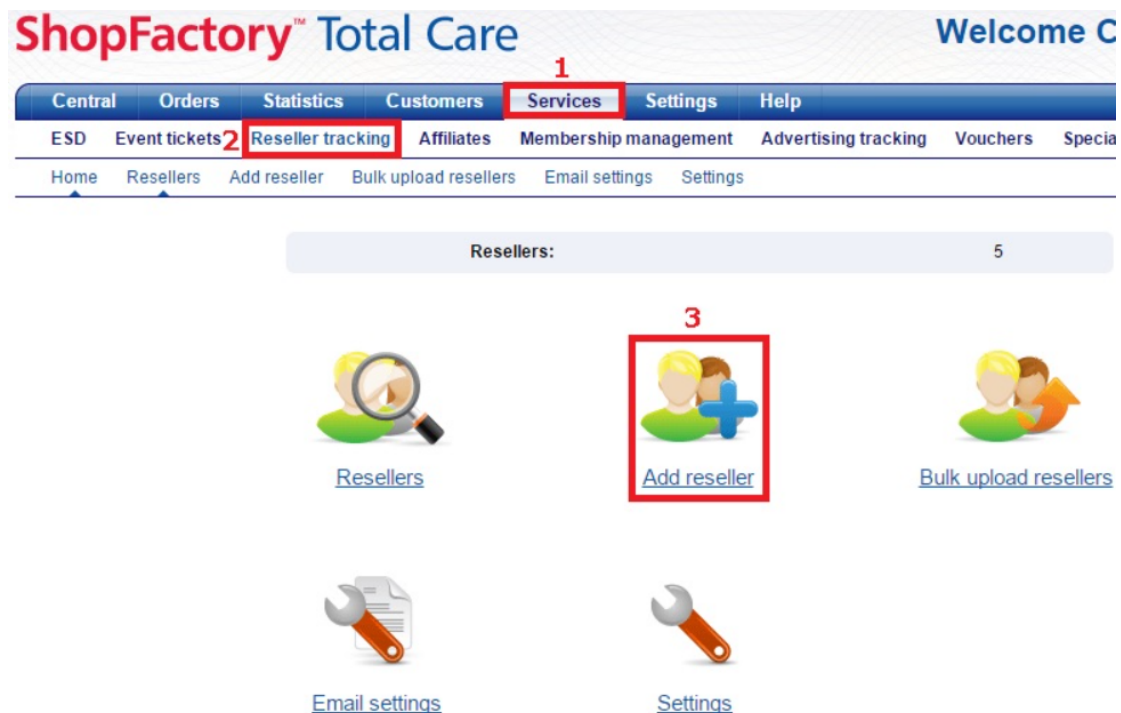 ShopFactory™ Total Care
Welcome C
1
Central Orders Statistics Customers Services Settings Help
ESD Event tickets 2 Reseller tracking Affiliates Membership management Advertising tracking Vouchers Specia
Home Resellers Add reseller Bulk upload resellers Email settings Settings
Resellers: 5
3
Resellers Add reseller Bulk upload resellers
Email settings Settings